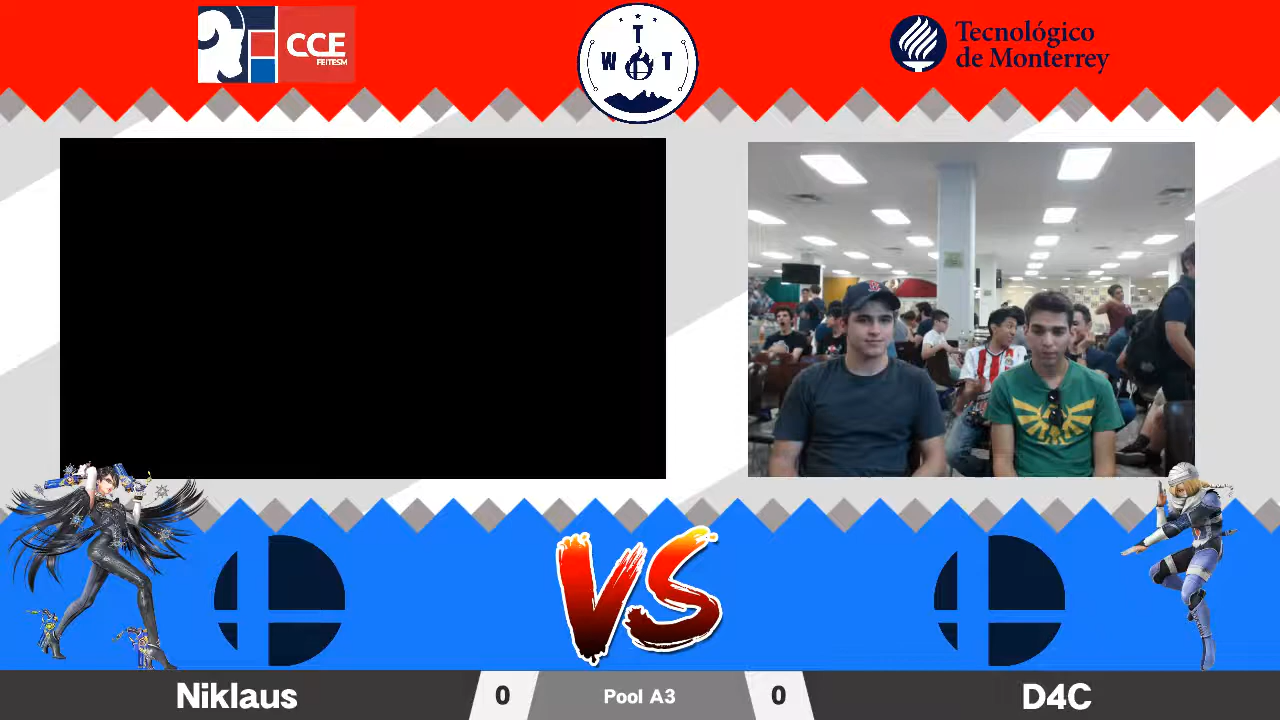 CCE
FEITESM
T
W T
Tecnológico
de Monterrey
VS
Niklaus
0
Pool A3
0
D4C